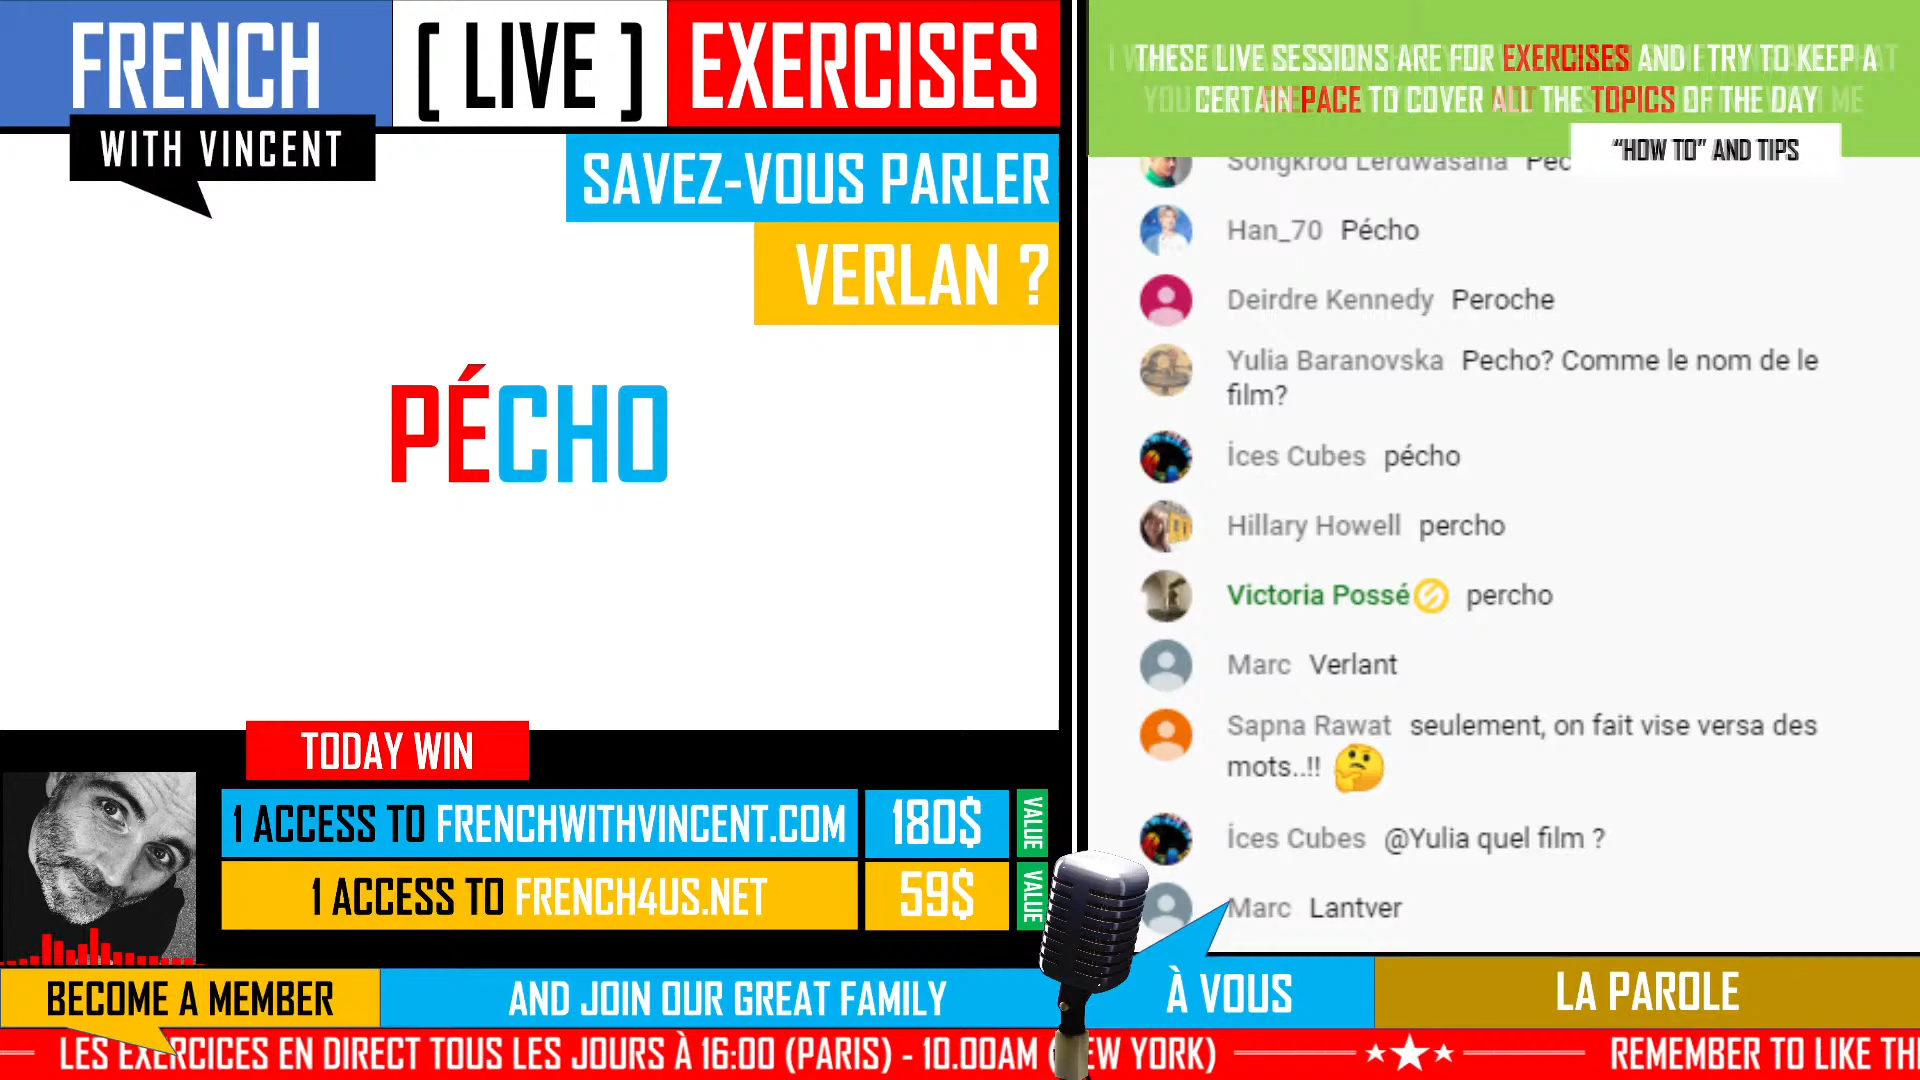 FRENCH [ LIVE ] EXERCISES
WITH VINCENT
SAVEZ-VOUS PARLER
VERLAN ?
PÉCHO
TODAY WIN
1 ACCESS TO FRENCHWITHVINCENT.COM 180$ VALUE
1 ACCESS TO FRENCH4US.NET 59$ VALUE
BECOME A MEMBER AND JOIN OUR GREAT FAMILY
THESE LIVE SESSIONS ARE FOR EXERCISES AND I TRY TO KEEP A
CERTAIN PACE TO COVER ALL THE TOPICS OF THE DAY
“HOW TO” AND TIPS
Songkrod Lerdwasana
Han_70 Pécho
Deirdre Kennedy Peroche
Yulia Baranovska Pecho? Comme le nom de le
film?
İces Cubes pécho
Hillary Howell percho
Victoria Possé percho
Marc Verlant
Sapna Rawat seulement, on fait vise versa des
mots..!!
İces Cubes @Yulia quel film ?
Marc Lantver
À VOUS LA PAROLE
LES EXERCICES EN DIRECT TOUS LES JOURS À 16:00 (PARIS) - 10.00AM (NEW YORK) REMEMBER TO LIKE